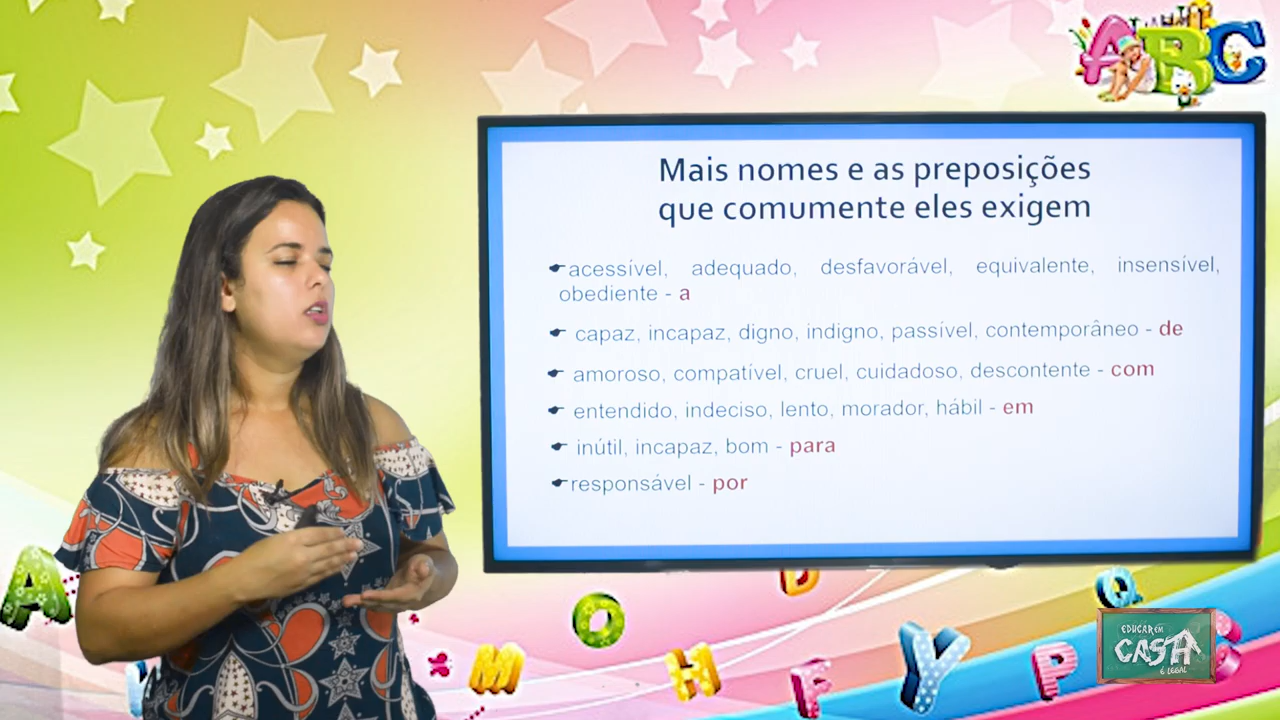 ABC
Mais nomes e as preposições
que comumente eles exigem
acessível, adequado, desfavorável, equivalente, insensível,
obediente - a
capaz, incapaz, digno, indigno, passível, contemporâneo - de
amoroso, compatível, cruel, cuidadoso, descontente - com
entendido, indeciso, lento, morador, hábil - em
inútil, incapaz, bom - para
responsável - por
A
O
D
Q
M
H
F
Y
P
EDUCAR EM
CASA
É LEGAL